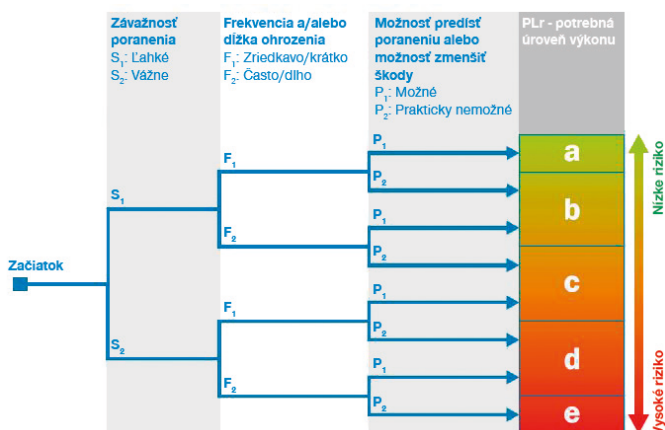 Závažnosť
poranenia
S₁: Ľahké
S₂: Vážne
Frekvencia a/alebo
dĺžka ohrozenia
F₁: Zriedkavo/krátko
F₂: Často/dlho
Možnosť predísť
poraneniu alebo
možnosť zmenšiť
škody
P₁: Možné
P₂: Prakticky nemožné
PLr - potrebná
úroveň výkonu
Začiatok
S₁
S₂
F₁
F₂
F₁
F₂
P₁
P₂
P₁
P₂
P₁
P₂
P₁
P₂
a
b
c
d
e
Nízke riziko
Vysoké riziko